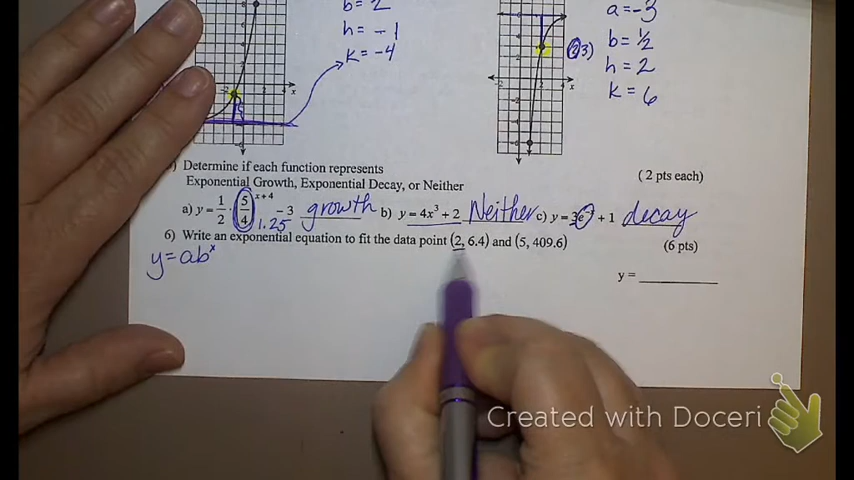 b = 2
h = -1
k = -4
a = -3
b = ½
h = 2
k = 6
) Determine if each function represents
Exponential Growth, Exponential Decay, or Neither
( 2 pts each)
a) y = 1/2 (5/4)^(x+4) - 3 growth b) y = 4x³ + 2 Neither c) y = + 1 decay
1.25
6) Write an exponential equation to fit the data point (2, 6.4) and (5, 409.6)
(6 pts)
y = ab^x
y =
Created with Doceri